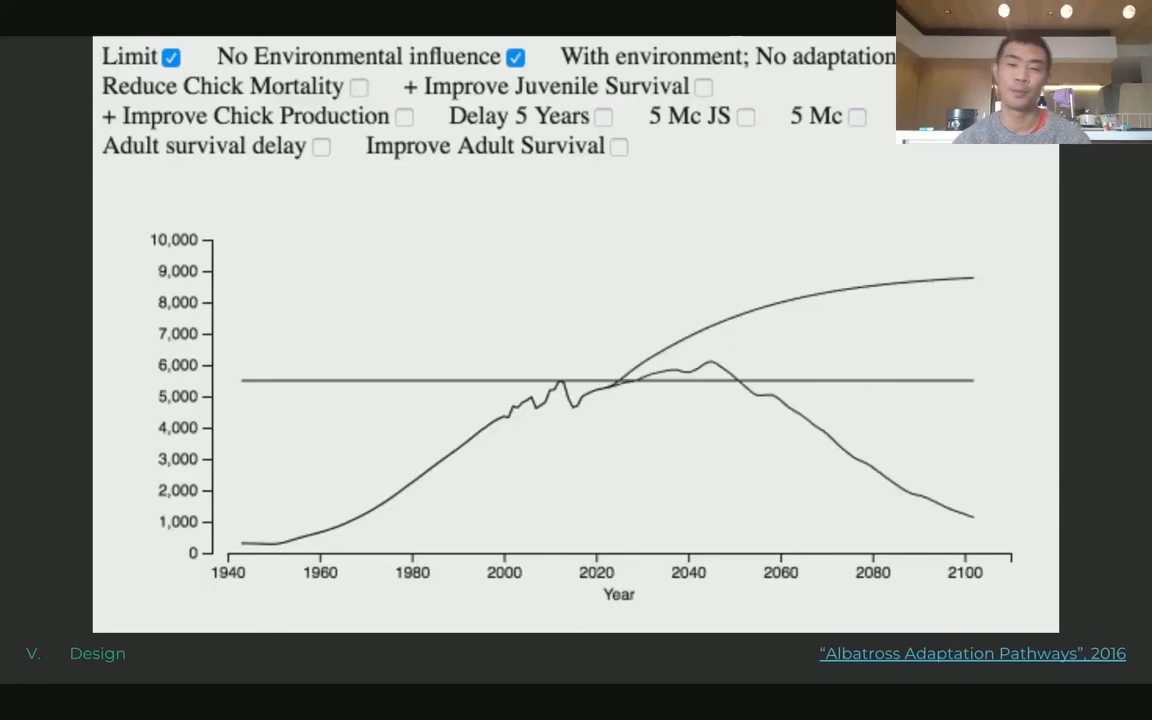 Limit No Environmental influence With environment; No adaptation
Reduce Chick Mortality + Improve Juvenile Survival
+ Improve Chick Production Delay 5 Years 5 Mc JS 5 Mc
Adult survival delay Improve Adult Survival
10,000
9,000
8,000
7,000
6,000
5,000
4,000
3,000
2,000
1,000
0
1940 1960 1980 2000 2020 2040 2060 2080 2100
Year
V. Design
“Albatross Adaptation Pathways”. 2016